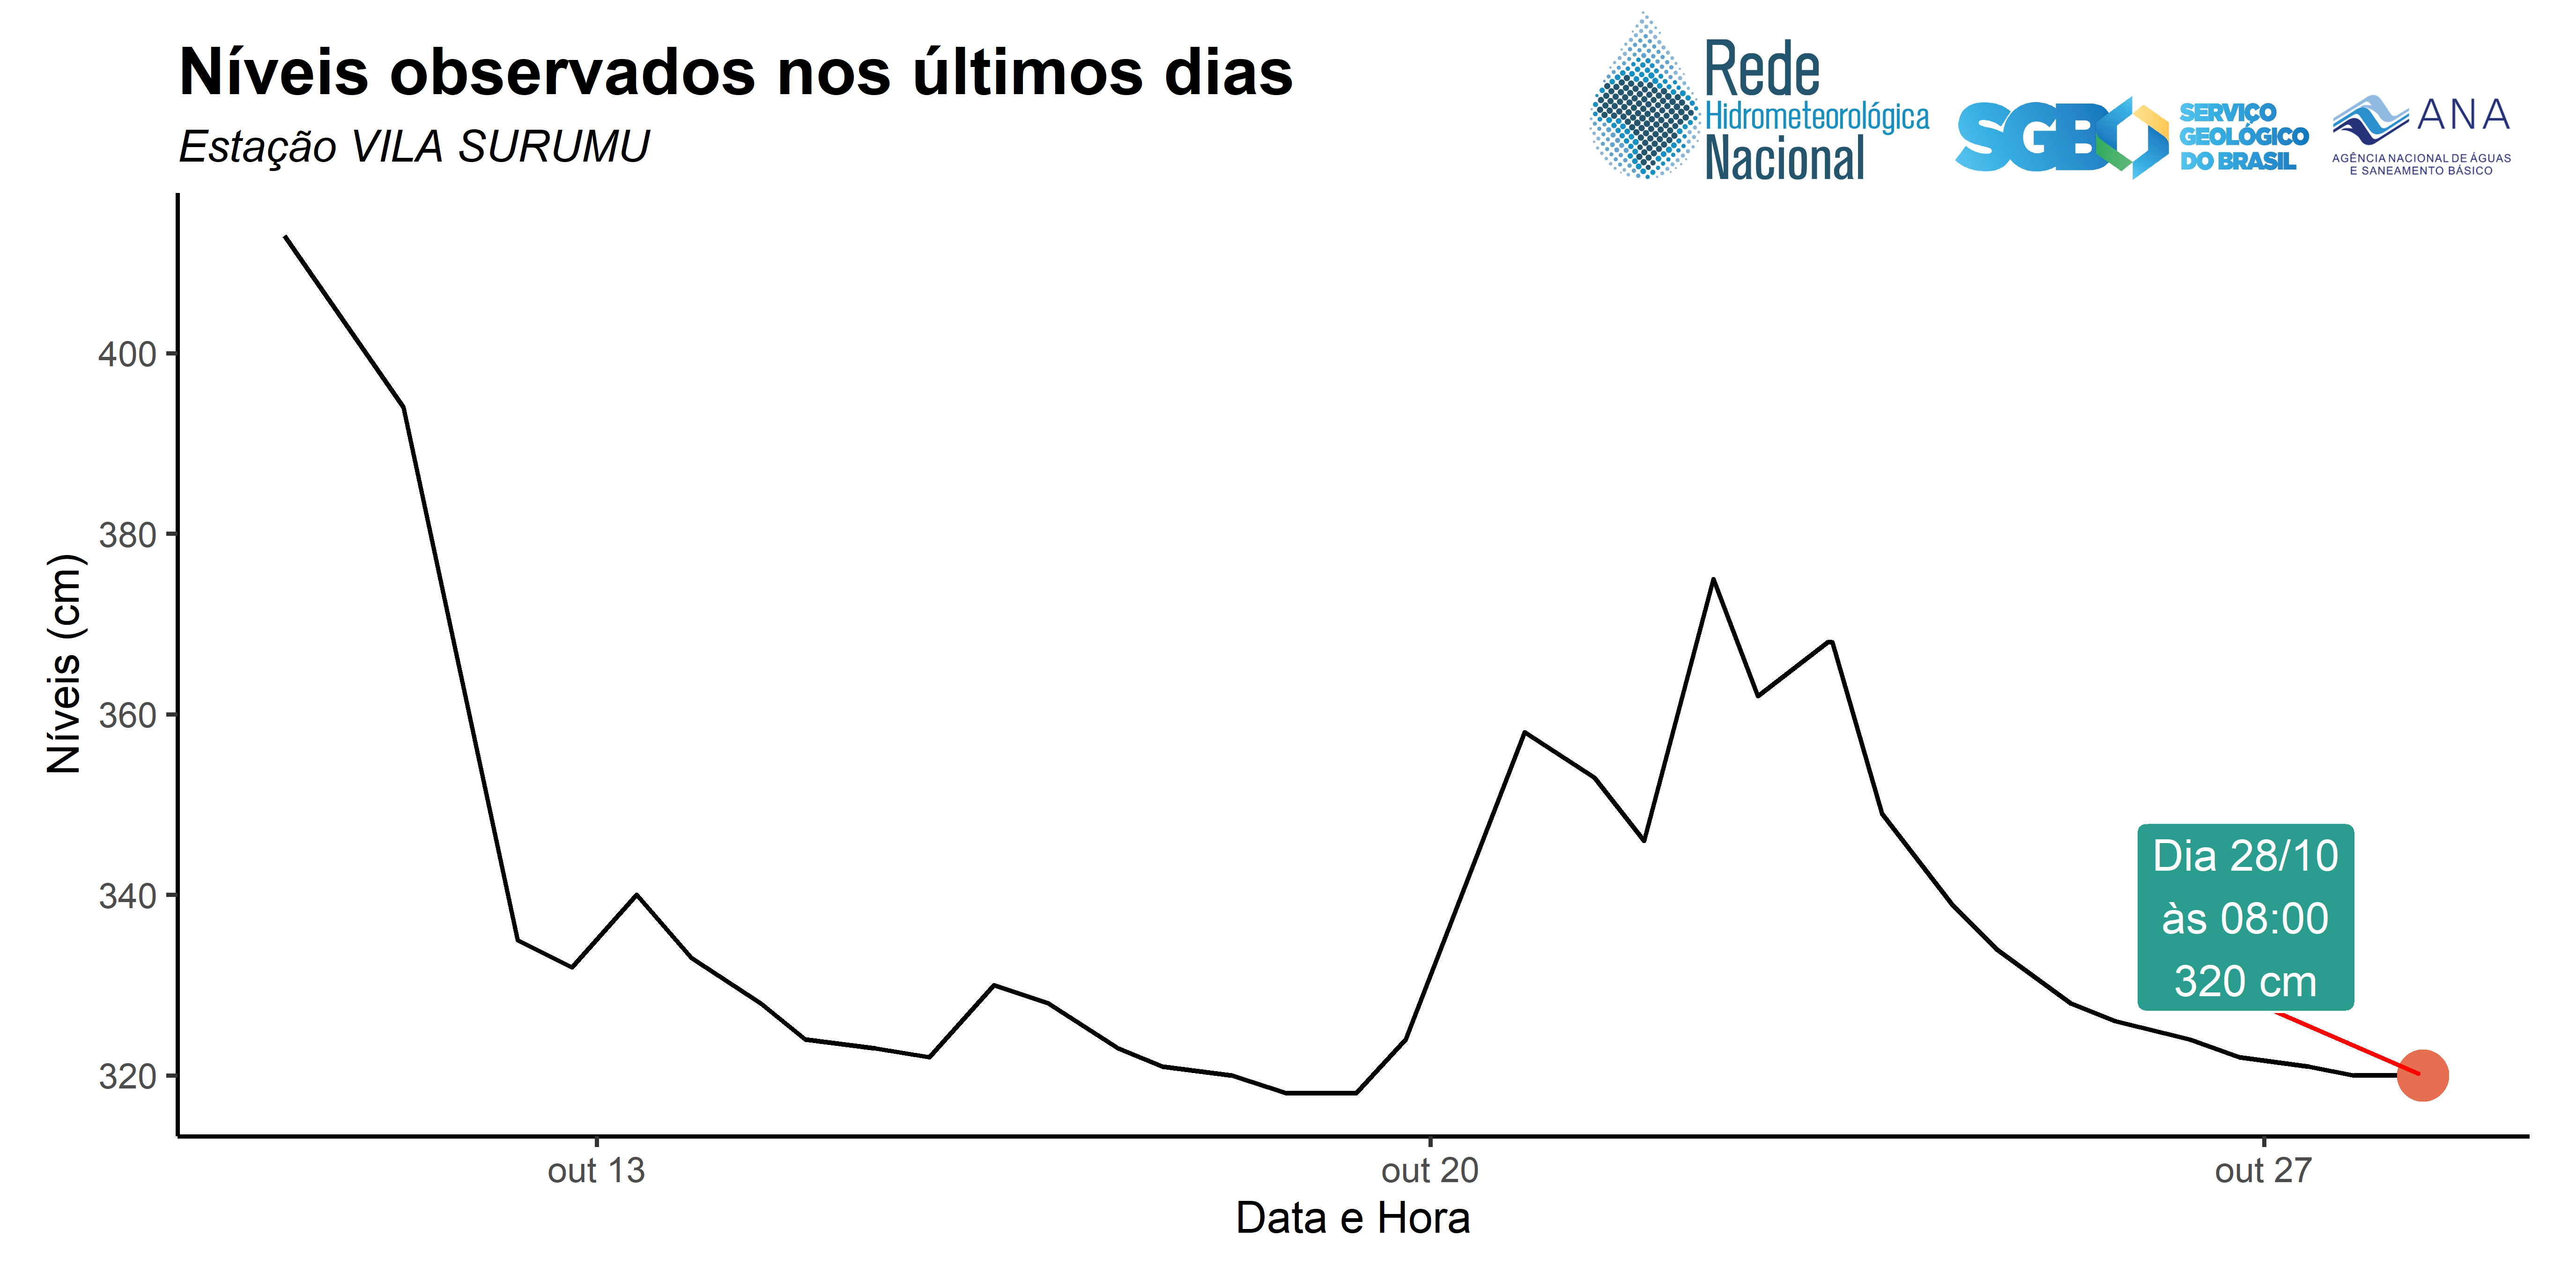 Níveis observados nos últimos dias
Estação VILA SURUMU
Rede
Hidrometeorológica
Nacional
SGB
SERVIÇO
GEOLÓGICO
DO BRASIL
ANA
AGÊNCIA NACIONAL DE ÁGUAS
E SANEAMENTO BÁSICO
Níveis (cm)
400
380
360
340
320
Dia 28/10
às 08:00
320 cm
out 13
out 20
out 27
Data e Hora